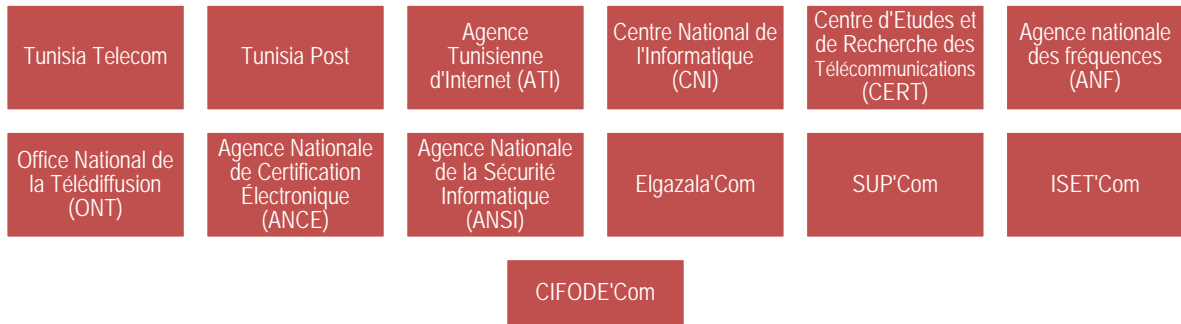 Tunisia Telecom
Tunisia Post
Agence
Tunisienne
d'Internet (ATI)
Centre National de
l'Informatique
(CNI)
Centre d'Etudes et
de Recherche des
Télécommunications
(CERT)
Agence nationale
des fréquences
(ANF)
Office National de
la Télédiffusion
(ONT)
Agence Nationale
de Certification
Électronique
(ANCE)
Agence Nationale
de la Sécurité
Informatique
(ANSI)
Elgazala'Com
SUP'Com
ISET'Com
CIFODE'Com